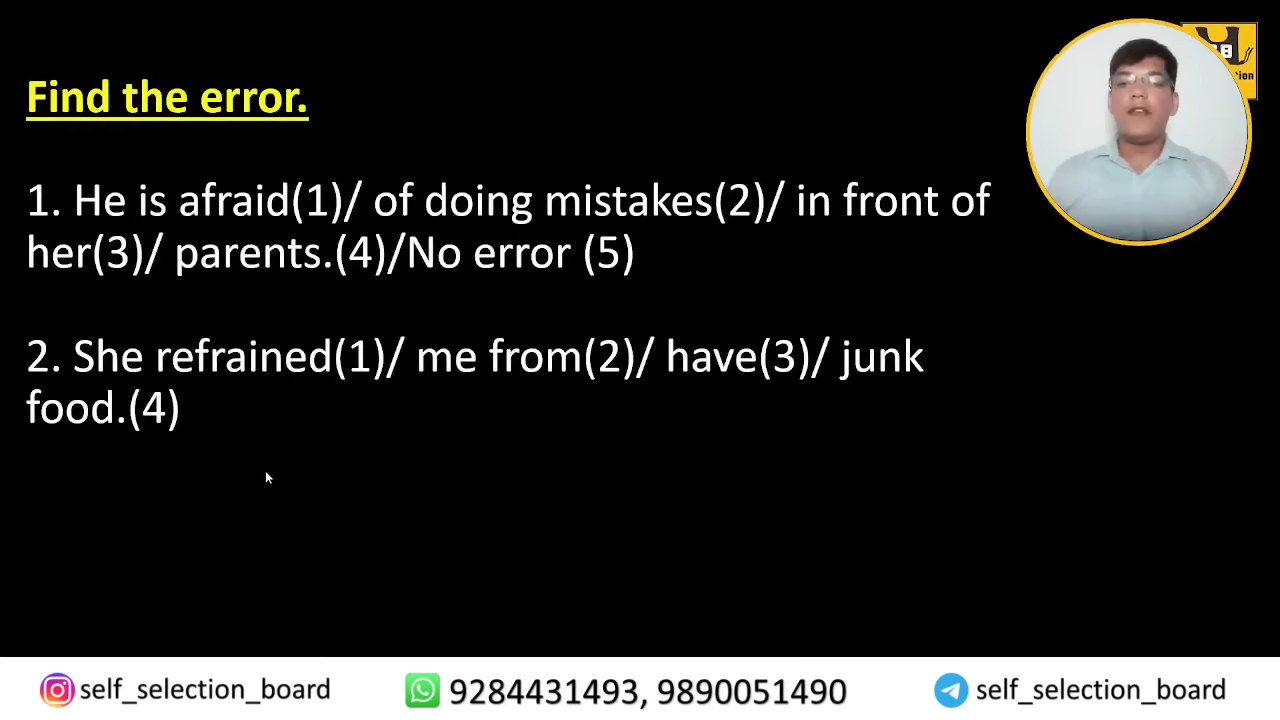 Find the error.
1. He is afraid(1)/ of doing mistakes(2)/ in front of
her(3)/ parents.(4)/No error (5)
2. She refrained(1)/ me from(2)/ have(3)/ junk
food.(4)
self_selection_board
9284431493, 9890051490
self_selection_board